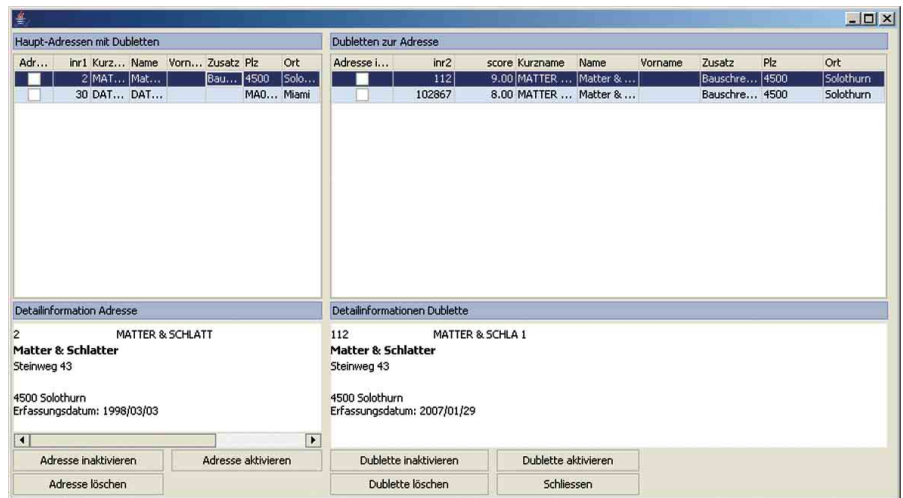 Haupt-Adressen mit Dubletten
Adr... inr1 Kurz... Name Vorn... Zusatz Plz Ort
2 MAT... Mat... Bau... 4500 Solo...
30 DAT... DAT... MA0... Miami
Dubletten zur Adresse
Adresse i... inr2 score Kurzname Name Vorname Zusatz Plz Ort
112 9.00 MATTER ... Matter & ... Bauschre... 4500 Solothurn
102867 8.00 MATTER ... Matter & ... Bauschre... 4500 Solothurn
Detailinformation Adresse
2 MATTER & SCHLATT
Matter & Schlatter
Steinweg 43
4500 Solothurn
Erfassungsdatum: 1998/03/03
Detailinformationen Dublette
112 MATTER & SCHLA 1
Matter & Schlatter
Steinweg 43
4500 Solothurn
Erfassungsdatum: 2007/01/29
Adresse inaktivieren Adresse aktivieren
Adresse löschen
Dublette inaktivieren Dublette aktivieren
Dublette löschen Schliessen